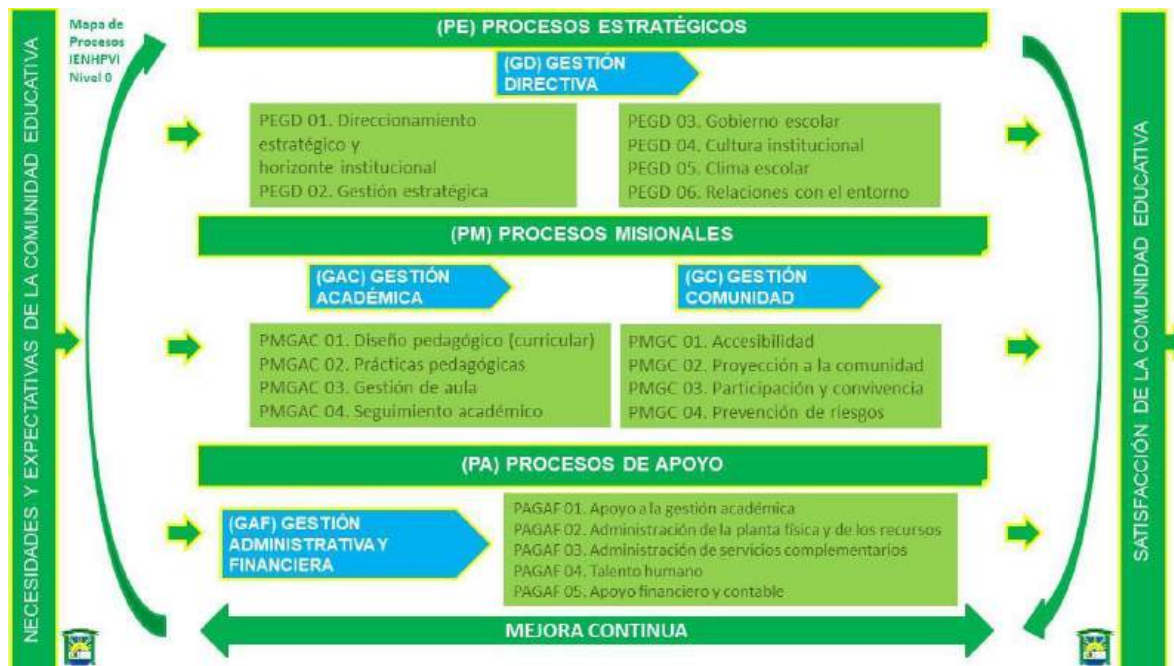 NECESIDADES Y EXPECTATIVAS DE LA COMUNIDAD EDUCATIVA
Mapa de
Procesos
IENHPVI
Nivel 0
(PE) PROCESOS ESTRATÉGICOS
(GD) GESTIÓN
DIRECTIVA
PEGD 01. Direccionamiento
estratégico y
horizonte institucional
PEGD 02. Gestión estratégica
PEGD 03. Gobierno escolar
PEGD 04. Cultura institucional
PEGD 05. Clima escolar
PEGD 06. Relaciones con el entorno
(PM) PROCESOS MISIONALES
(GAC) GESTIÓN
ACADÉMICA
PMGAC 01. Diseño pedagógico (curricular)
PMGAC 02. Prácticas pedagógicas
PMGAC 03. Gestión de aula
PMGAC 04. Seguimiento académico
(GC) GESTIÓN
COMUNIDAD
PMGC 01. Accesibilidad
PMGC 02. Proyección a la comunidad
PMGC 03. Participación y convivencia
PMGC 04. Prevención de riesgos
(PA) PROCESOS DE APOYO
(GAF) GESTIÓN
ADMINISTRATIVA Y
FINANCIERA
PAGAF 01. Apoyo a la gestión académica
PAGAF 02. Administración de la planta física y de los recursos
PAGAF 03. Administración de servicios complementarios
PAGAF 04. Talento humano
PAGAF 05. Apoyo financiero y contable
MEJORA CONTINUA
SATISFACCIÓN DE LA COMUNIDAD EDUCATIVA